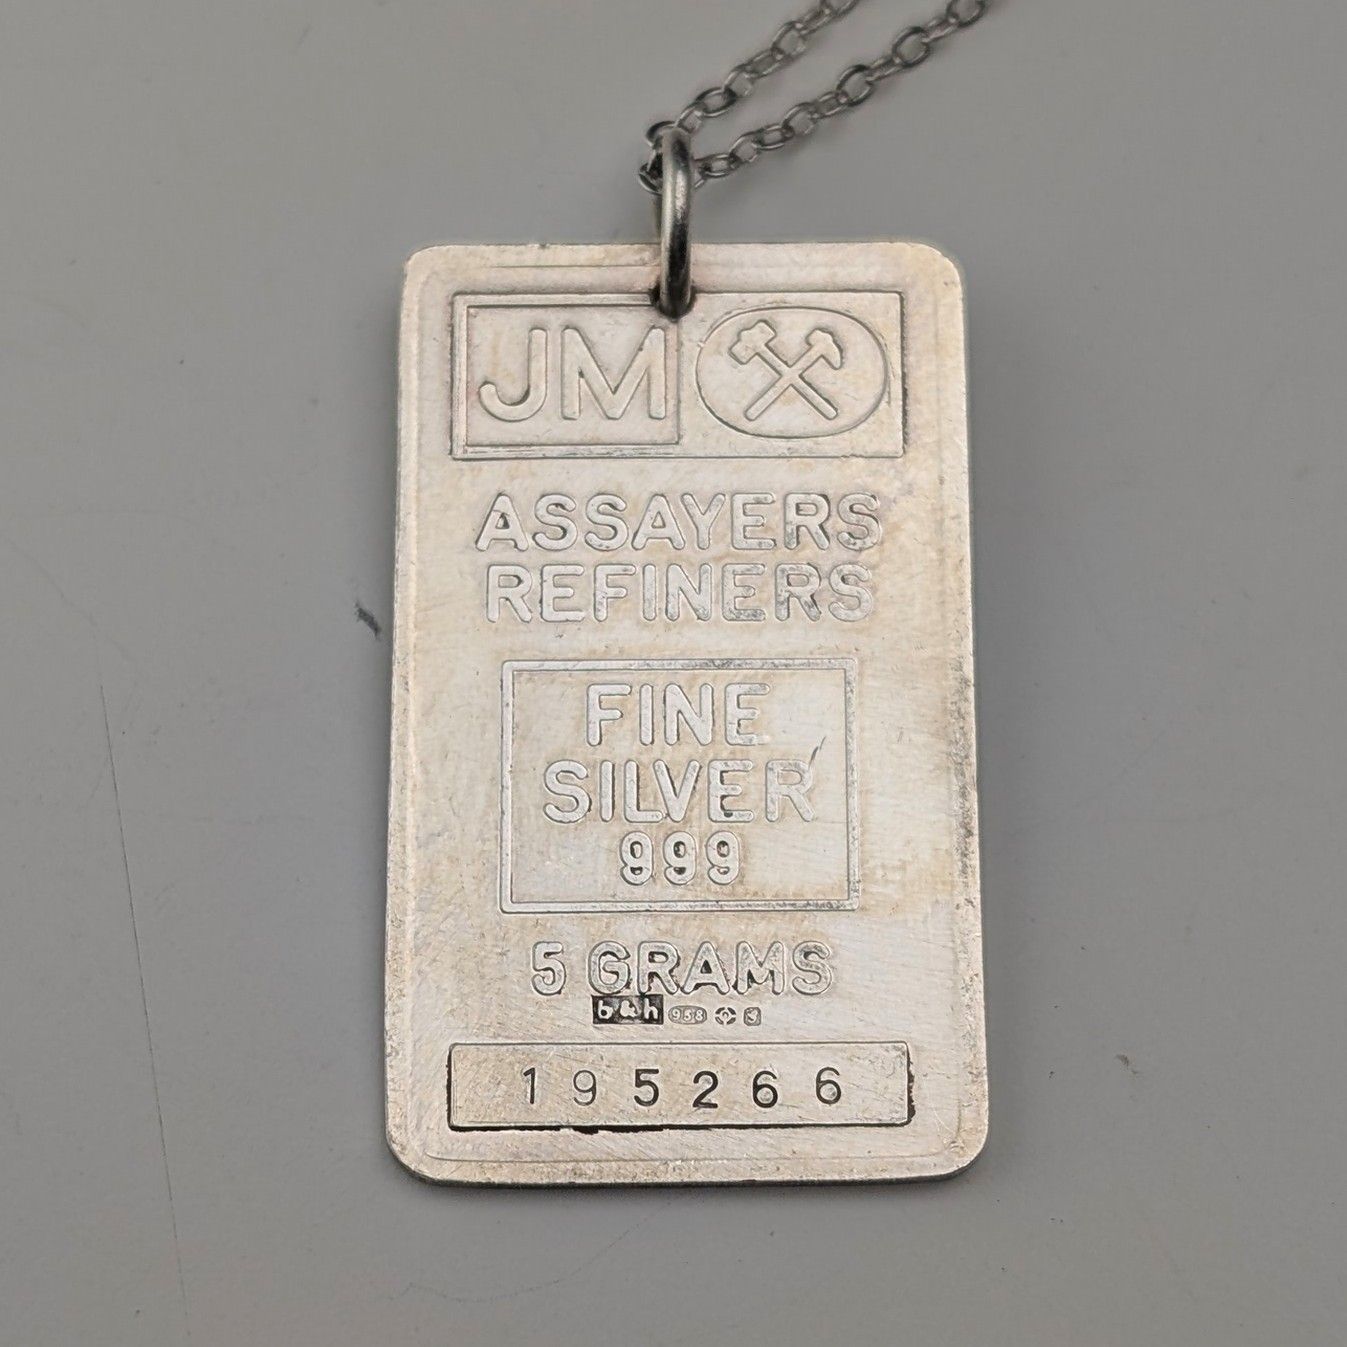 JM
ASSAYERS
REFINERS
FINE
SILVER
999
5 GRAMS
b&h 958
195266